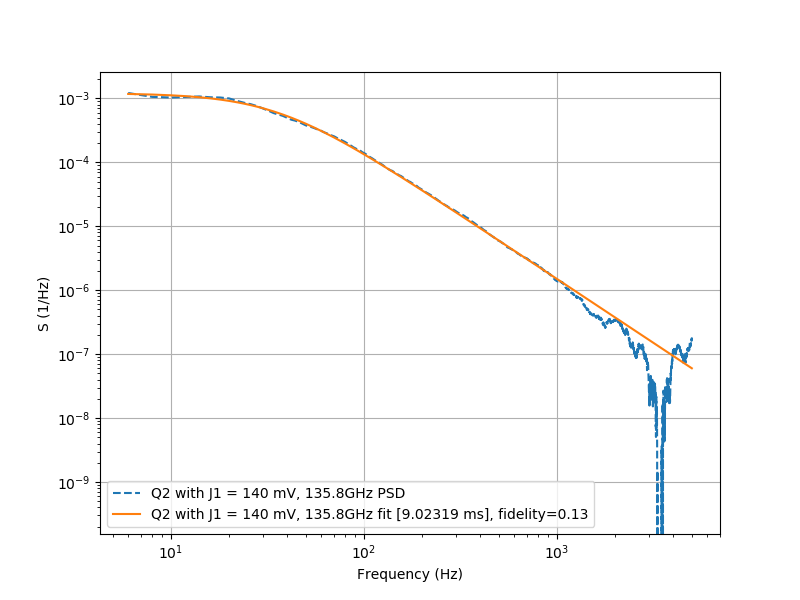 10⁻³
10⁻⁴
10⁻⁵
10⁻⁶
10⁻⁷
10⁻⁸
10⁻⁹
S (1/Hz)
Q2 with J1 = 140 mV, 135.8GHz PSD
Q2 with J1 = 140 mV, 135.8GHz fit [9.02319 ms], fidelity=0.13
10¹ 10² 10³
Frequency (Hz)